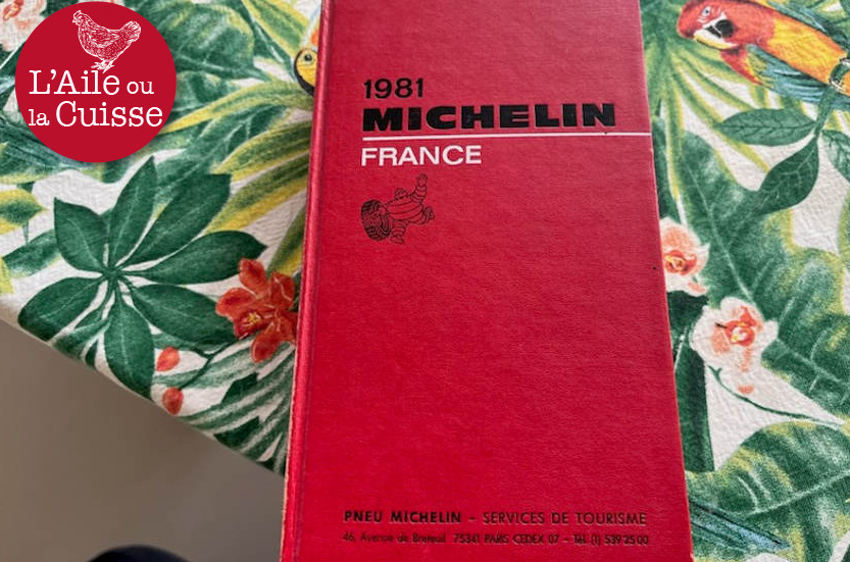 L'Aile ou
la Cuisse
1981
MICHELIN
FRANCE
PNEU MICHELIN – SERVICES DE TOURISME
46, Avenue de Breteuil 75341 PARIS CEDEX 07 – Tél. (1) 539 25 00